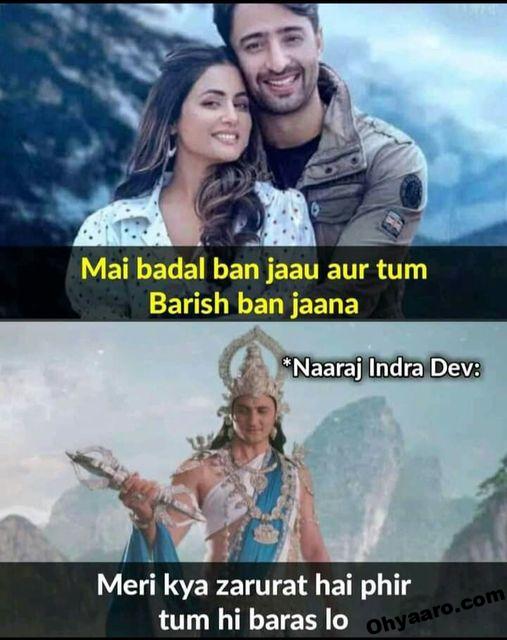 Mai badal ban jaau aur tum
Barish ban jaana
*Naaraj Indra Dev:
Meri kya zarurat hai phir
tum hi baras lo
Ohyaaro.com